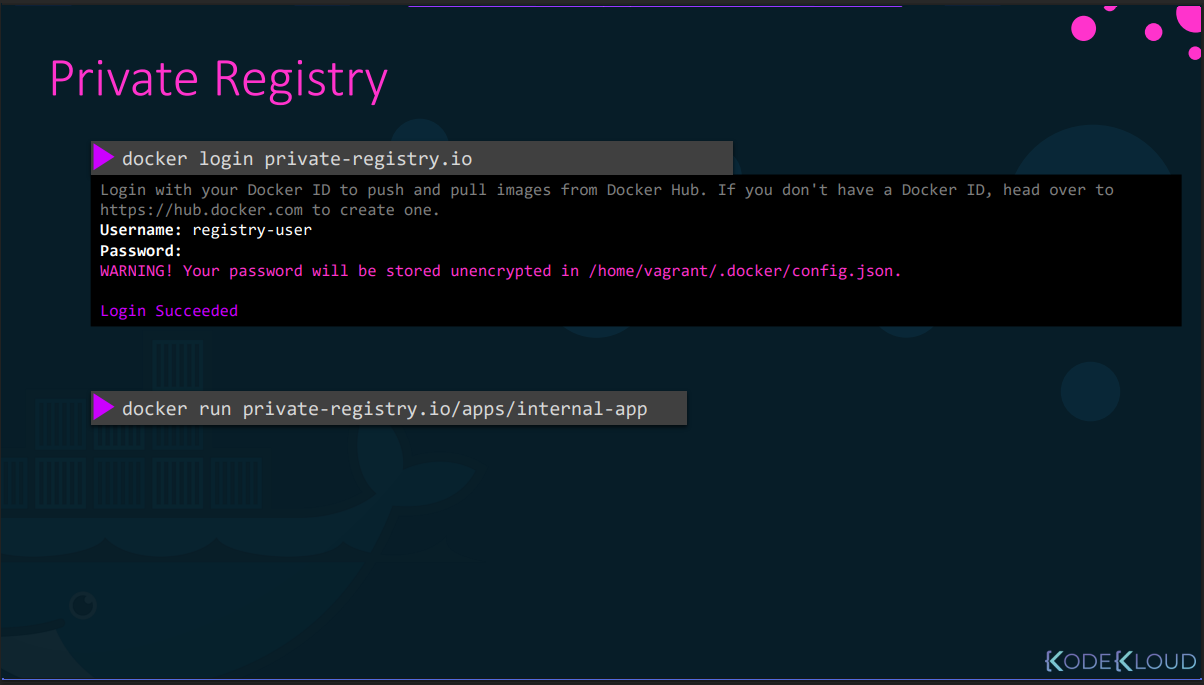 Private Registry
docker login private-registry.io
Login with your Docker ID to push and pull images from Docker Hub. If you don't have a Docker ID, head over to
https://hub.docker.com to create one.
Username: registry-user
Password:
WARNING! Your password will be stored unencrypted in /home/vagrant/.docker/config.json.
Login Succeeded
docker run private-registry.io/apps/internal-app
KODEKLOUD